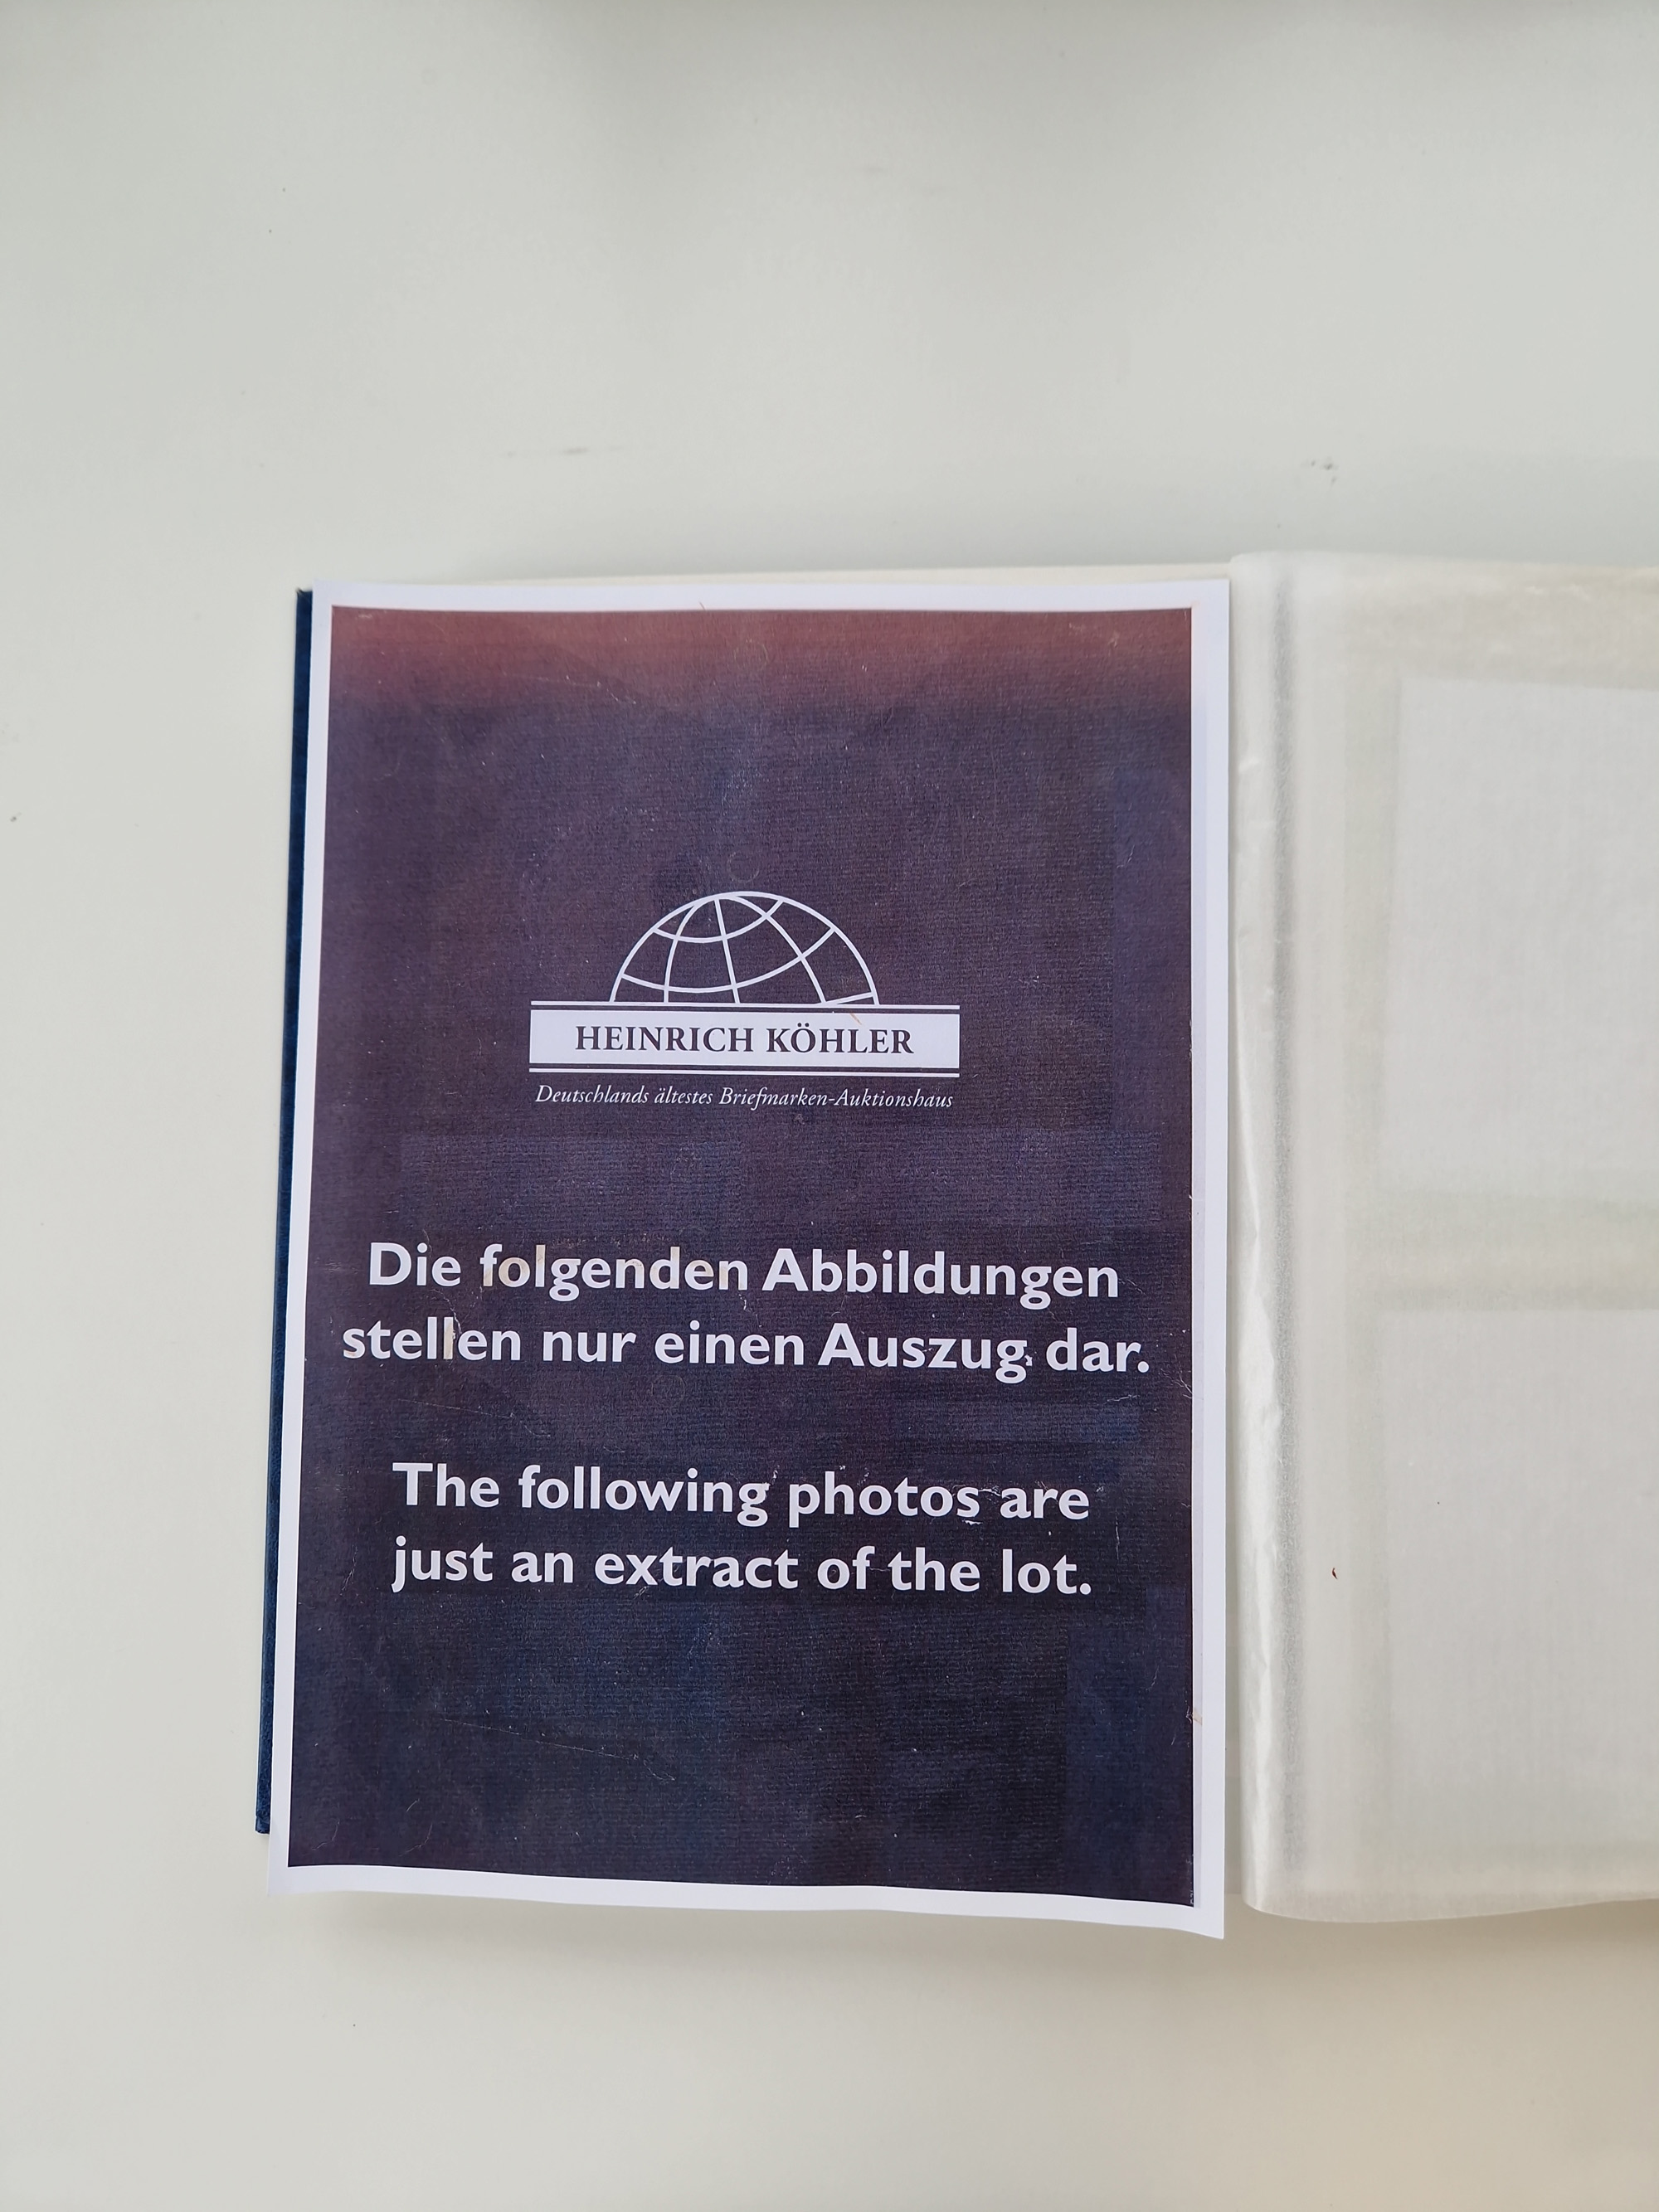 HEINRICH KÖHLER
Deutschlands ältestes Briefmarken-Auktionshaus
Die folgenden Abbildungen
stellen nur einen Auszug dar.
The following photos are
just an extract of the lot.